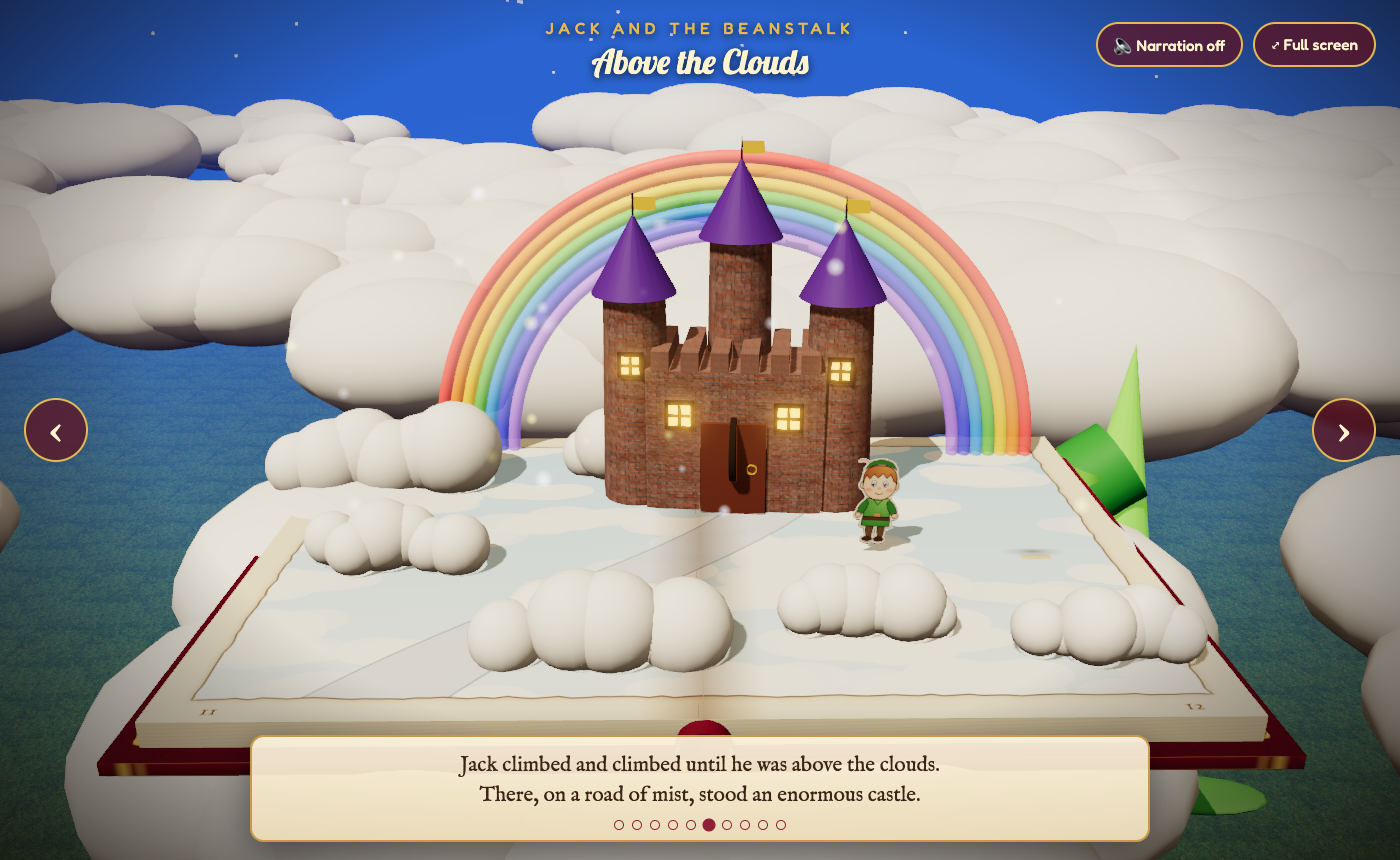 JACK AND THE BEANSTALK
Above the Clouds
Narration off
Full screen
11
12
Jack climbed and climbed until he was above the clouds.
There, on a road of mist, stood an enormous castle.